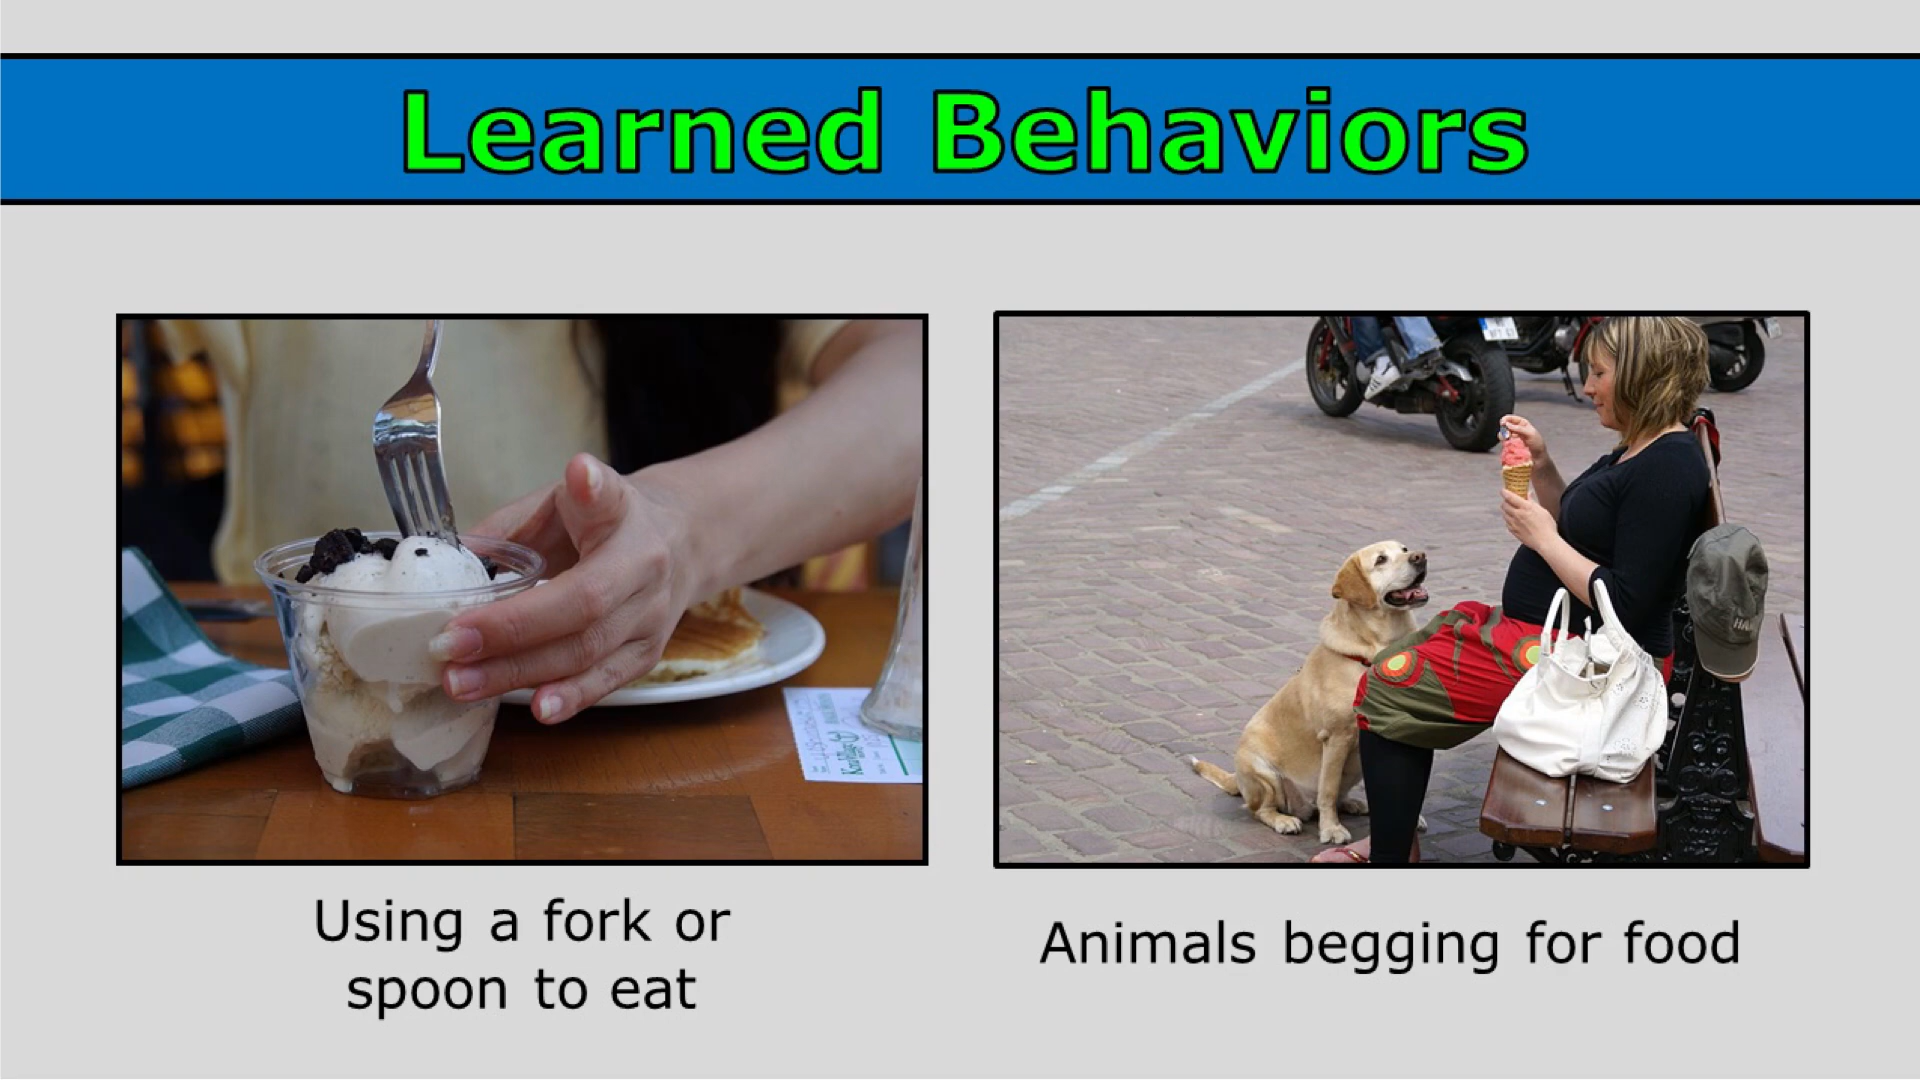 Learned Behaviors
Using a fork or
spoon to eat
Animals begging for food